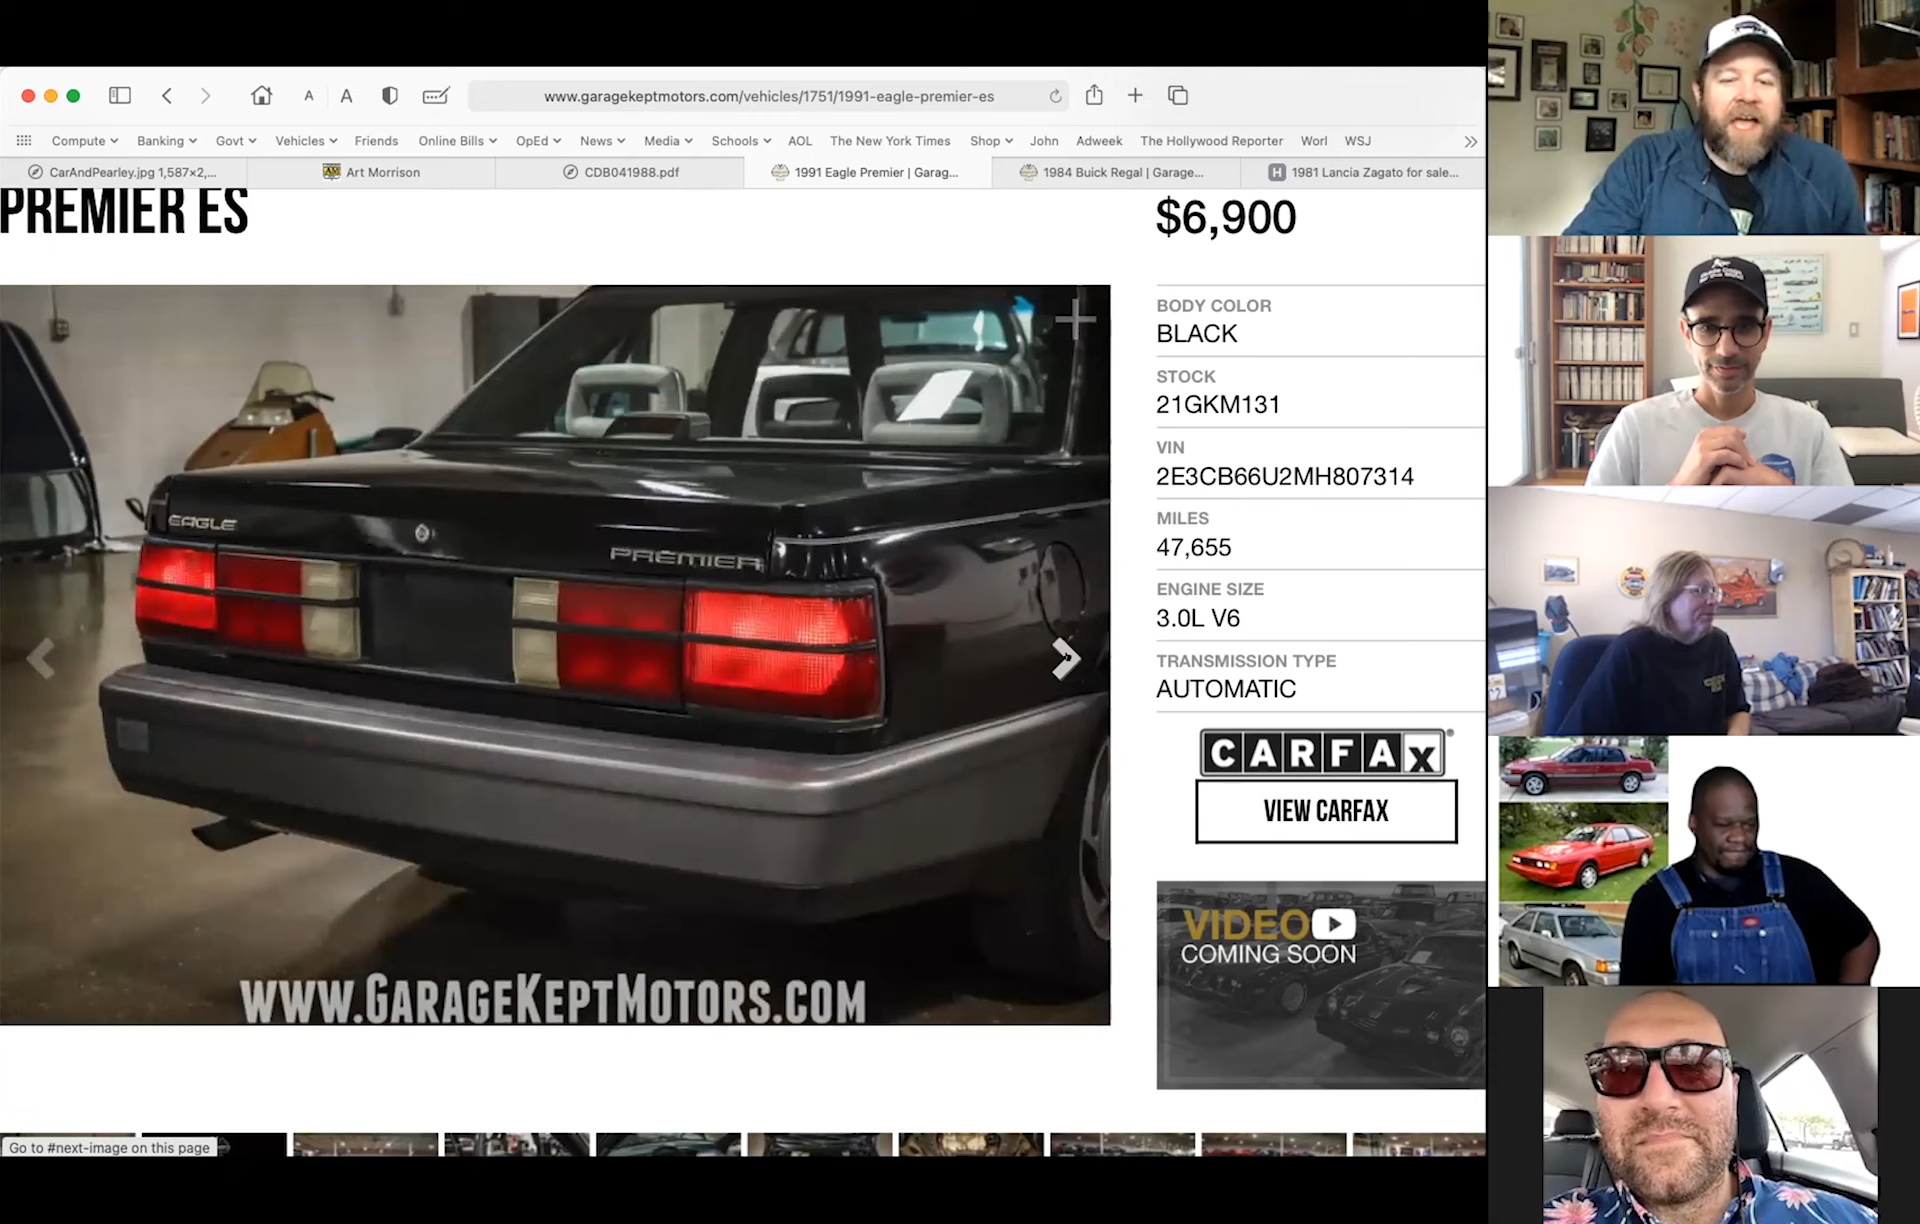 www.garagekeptmotors.com/vehicles/1751/1991-eagle-premier-es
Compute Banking Govt Vehicles Friends Online Bills OpEd News Media Schools AOL The New York Times Shop John Adweek The Hollywood Reporter Worl WSJ
CarAndPearley.jpg 1,587×2,... Art Morrison CDB041988.pdf 1991 Eagle Premier | Garag... 1984 Buick Regal | Garage... 1981 Lancia Zagato for sale...
PREMIER ES
$6,900
BODY COLOR
BLACK
STOCK
21GKM131
VIN
2E3CB66U2MH807314
MILES
47,655
ENGINE SIZE
3.0L V6
TRANSMISSION TYPE
AUTOMATIC
CARFAX
VIEW CARFAX
VIDEO
COMING SOON
EAGLE
PREMIER
WWW.GARAGEKEPTMOTORS.COM
Go to #next-image on this page